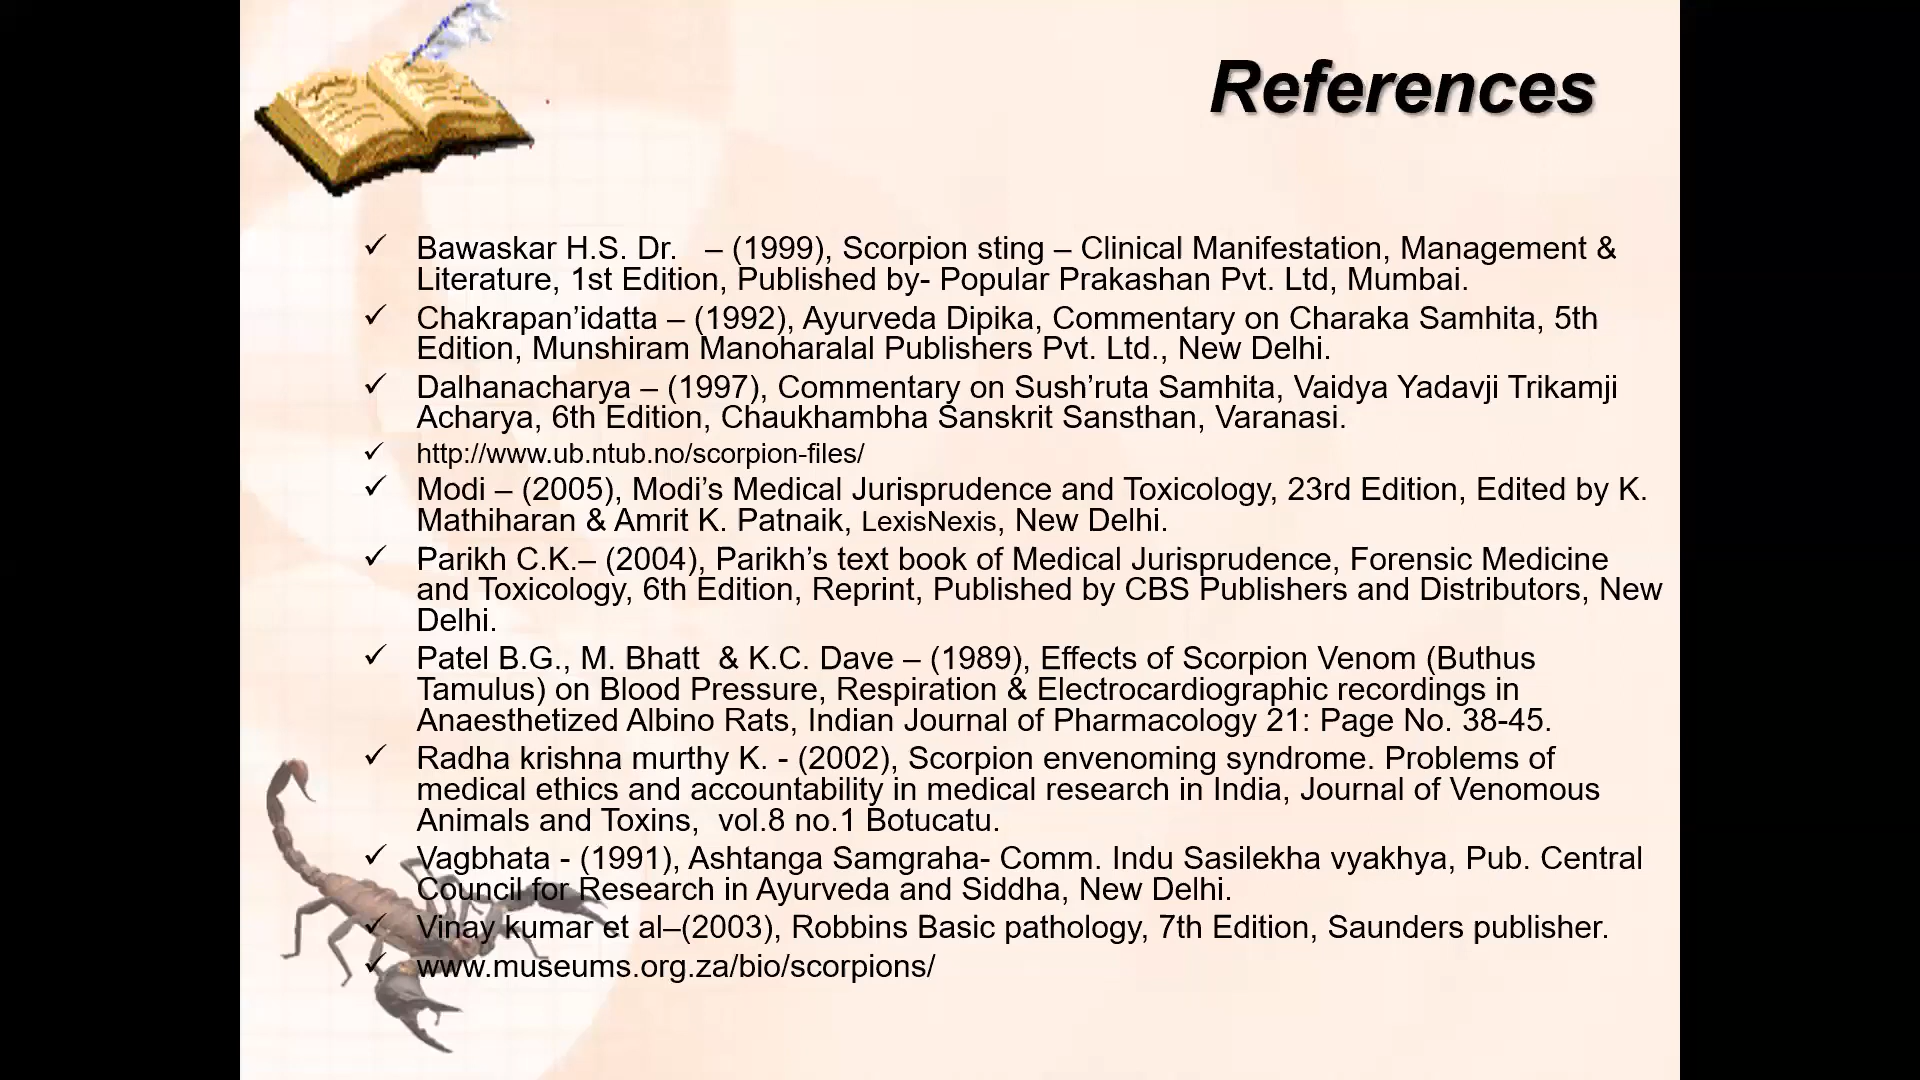 References
✓ Bawaskar H.S. Dr. – (1999), Scorpion sting – Clinical Manifestation, Management &
Literature, 1st Edition, Published by- Popular Prakashan Pvt. Ltd, Mumbai.
✓ Chakrapan’idatta – (1992), Ayurveda Dipika, Commentary on Charaka Samhita, 5th
Edition, Munshiram Manoharalal Publishers Pvt. Ltd., New Delhi.
✓ Dalhanacharya – (1997), Commentary on Sush’ruta Samhita, Vaidya Yadavji Trikamji
Acharya, 6th Edition, Chaukhambha Sanskrit Sansthan, Varanasi.
✓ http://www.ub.ntub.no/scorpion-files/
✓ Modi – (2005), Modi’s Medical Jurisprudence and Toxicology, 23rd Edition, Edited by K.
Mathiharan & Amrit K. Patnaik, LexisNexis, New Delhi.
✓ Parikh C.K.– (2004), Parikh’s text book of Medical Jurisprudence, Forensic Medicine
and Toxicology, 6th Edition, Reprint, Published by CBS Publishers and Distributors, New
Delhi.
✓ Patel B.G., M. Bhatt & K.C. Dave – (1989), Effects of Scorpion Venom (Buthus
Tamulus) on Blood Pressure, Respiration & Electrocardiographic recordings in
Anaesthetized Albino Rats, Indian Journal of Pharmacology 21: Page No. 38-45.
✓ Radha krishna murthy K. - (2002), Scorpion envenoming syndrome. Problems of
medical ethics and accountability in medical research in India, Journal of Venomous
Animals and Toxins, vol.8 no.1 Botucatu.
✓ Vagbhata - (1991), Ashtanga Samgraha- Comm. Indu Sasilekha vyakhya, Pub. Central
Council for Research in Ayurveda and Siddha, New Delhi.
✓ Vinay kumar et al–(2003), Robbins Basic pathology, 7th Edition, Saunders publisher.
✓ www.museums.org.za/bio/scorpions/